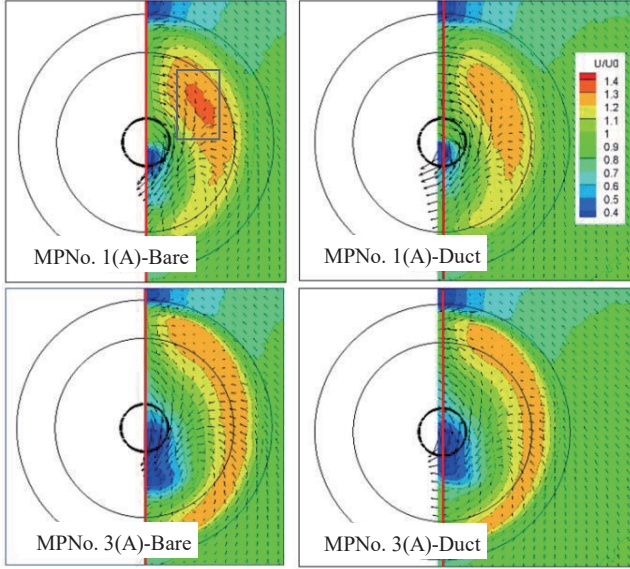 U/U0
1.4
1.3
1.2
1.1
1
0.9
0.8
0.7
0.6
0.5
0.4
MPNo. 1(A)-Bare
MPNo. 1(A)-Duct
MPNo. 3(A)-Bare
MPNo. 3(A)-Duct